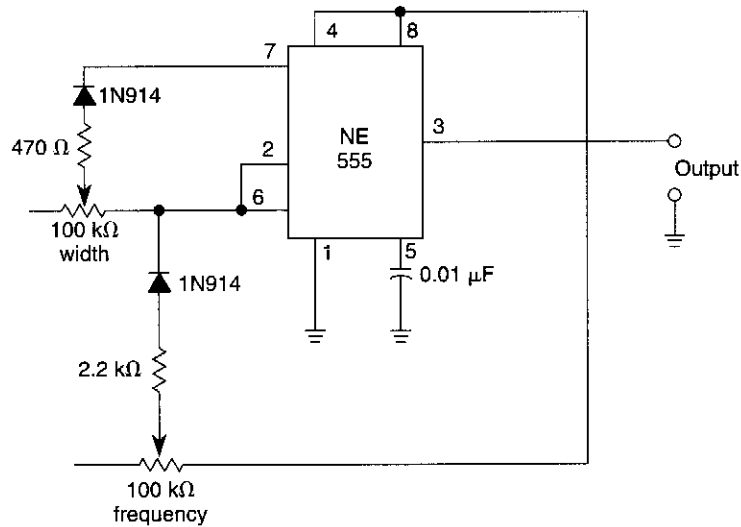 4
8
7
1N914
470 Ω
NE
555
3
2
6
Output
100 kΩ
width
1
5
0.01 μF
1N914
2.2 kΩ
100 kΩ
frequency